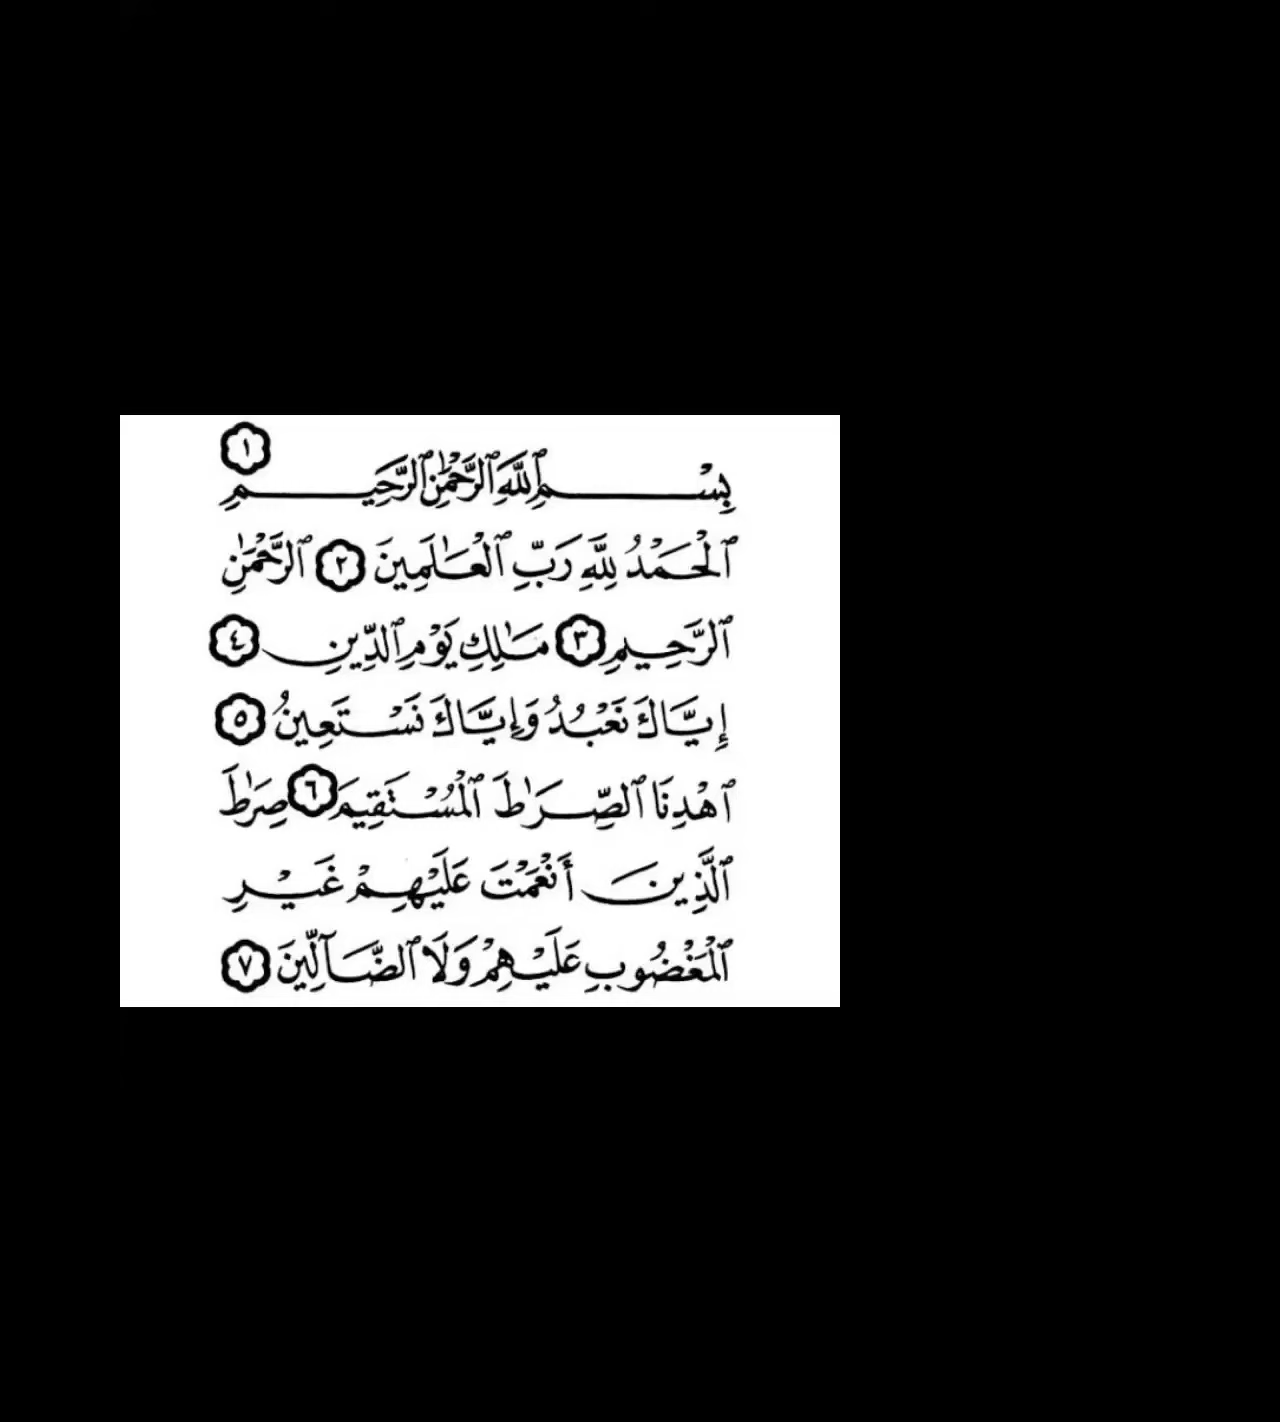 بِسْمِ ٱللَّهِ ٱلرَّحْمَٰنِ ٱلرَّحِيمِ ١
ٱلْحَمْدُ لِلَّهِ رَبِّ ٱلْعَٰلَمِينَ ٢ ٱلرَّحْمَٰنِ
ٱلرَّحِيمِ ٣ مَٰلِكِ يَوْمِ ٱلدِّينِ ٤
إِيَّاكَ نَعْبُدُ وَإِيَّاكَ نَسْتَعِينُ ٥
ٱهْدِنَا ٱلصِّرَٰطَ ٱلْمُسْتَقِيمَ ٦ صِرَٰطَ
ٱلَّذِينَ أَنْعَمْتَ عَلَيْهِمْ غَيْرِ
ٱلْمَغْضُوبِ عَلَيْهِمْ وَلَا ٱلضَّآلِّينَ ٧